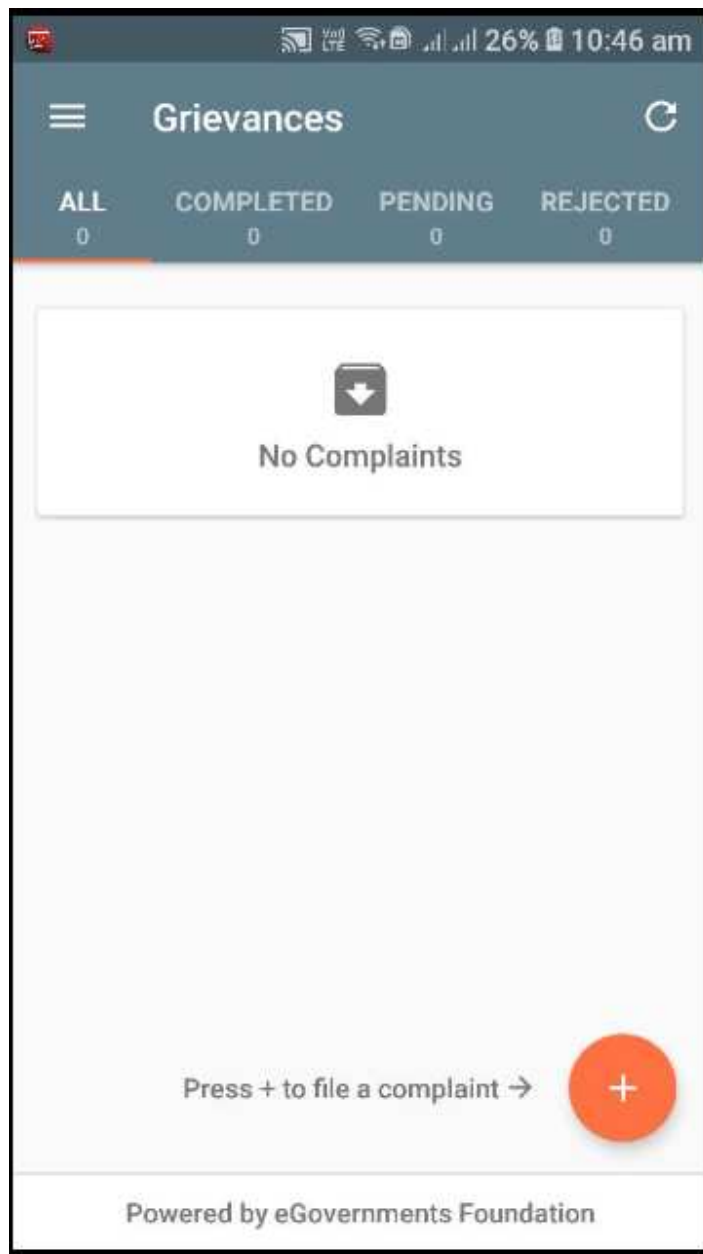 26% 10:46 am
Grievances
ALL COMPLETED PENDING REJECTED
0 0 0 0
No Complaints
Press + to file a complaint →
+
Powered by eGovernments Foundation